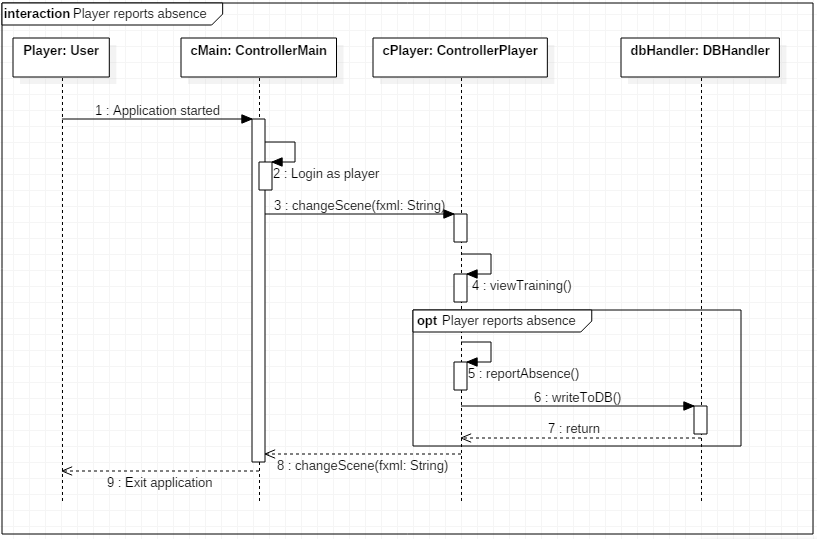 interaction Player reports absence
Player: User
cMain: ControllerMain
cPlayer: ControllerPlayer
dbHandler: DBHandler
1 : Application started
2 : Login as player
3 : changeScene(fxml: String)
4 : viewTraining()
opt Player reports absence
5 : reportAbsence()
6 : writeToDB()
7 : return
8 : changeScene(fxml: String)
9 : Exit application